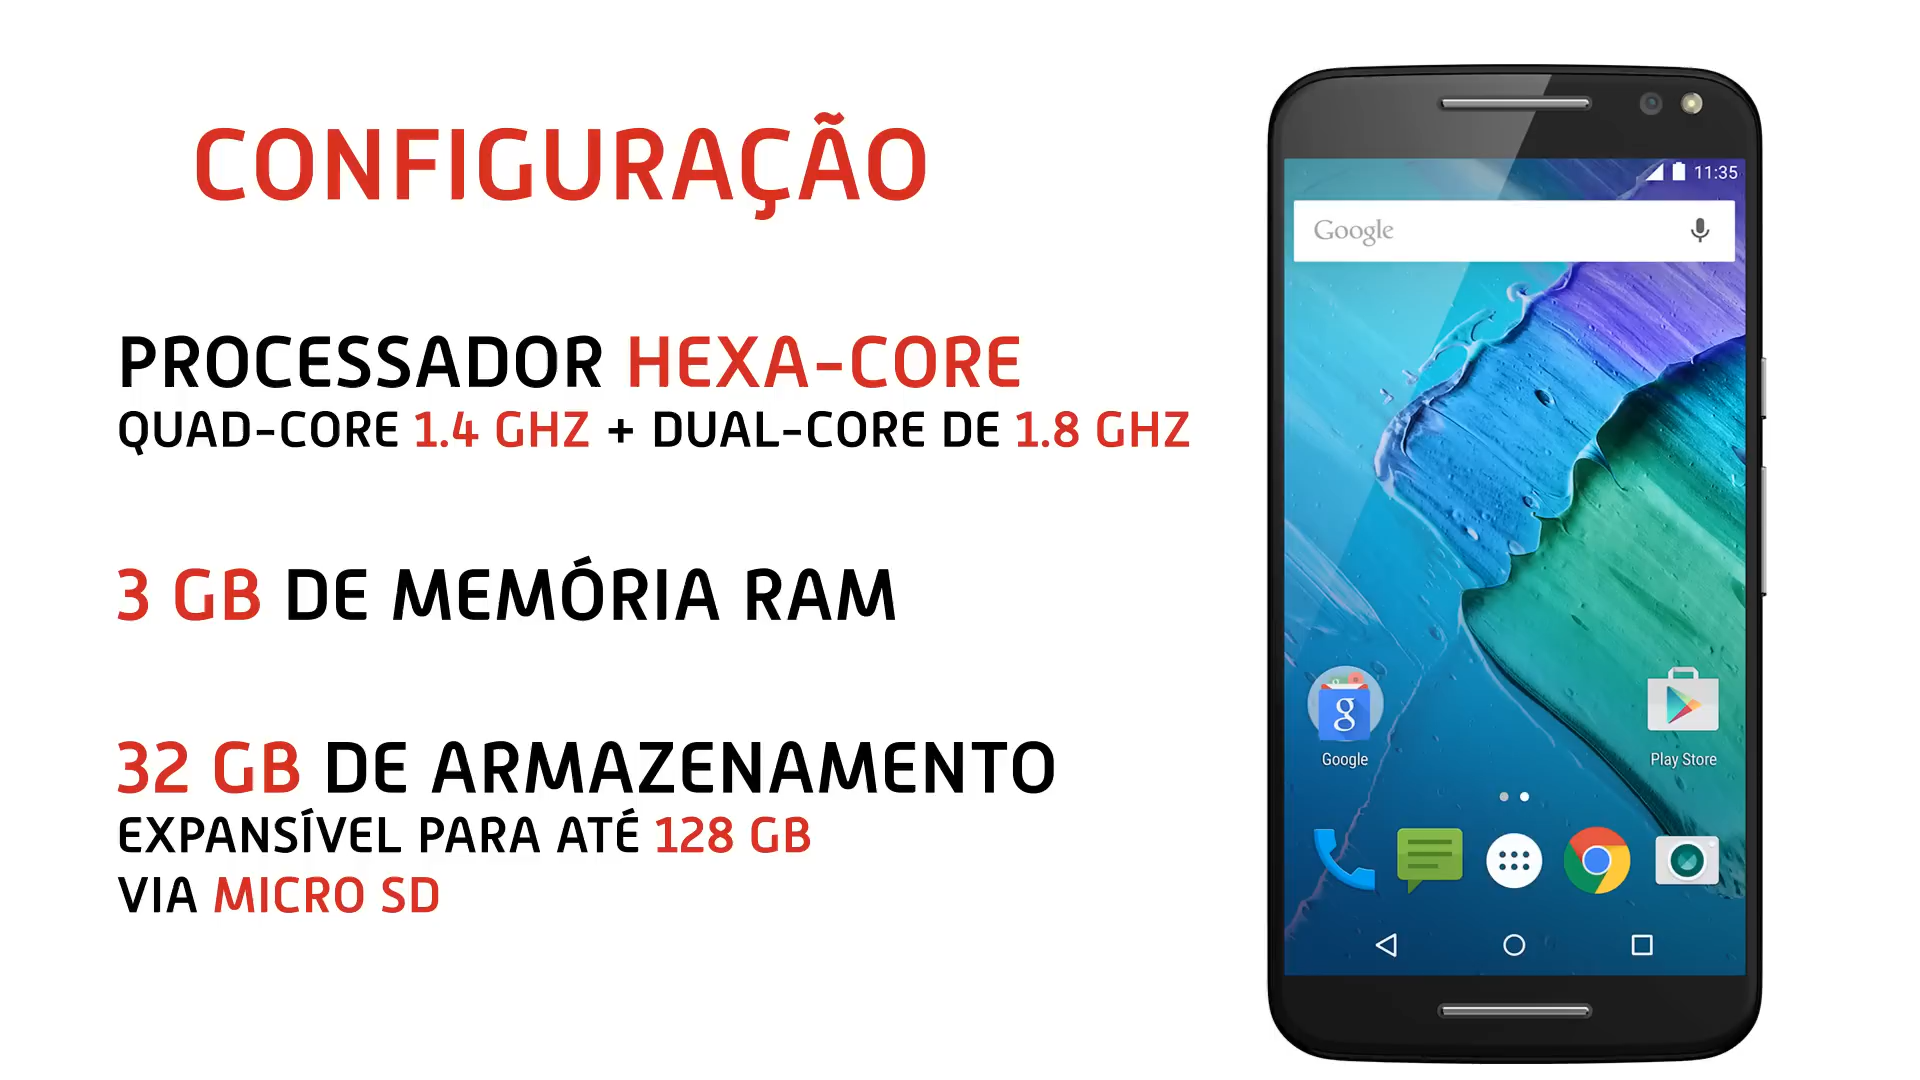 CONFIGURAÇÃO
PROCESSADOR HEXA-CORE
QUAD-CORE 1.4 GHZ + DUAL-CORE DE 1.8 GHZ
3 GB DE MEMÓRIA RAM
32 GB DE ARMAZENAMENTO
EXPANSÍVEL PARA ATÉ 128 GB
VIA MICRO SD
11:35
Google
g
Google
Play Store